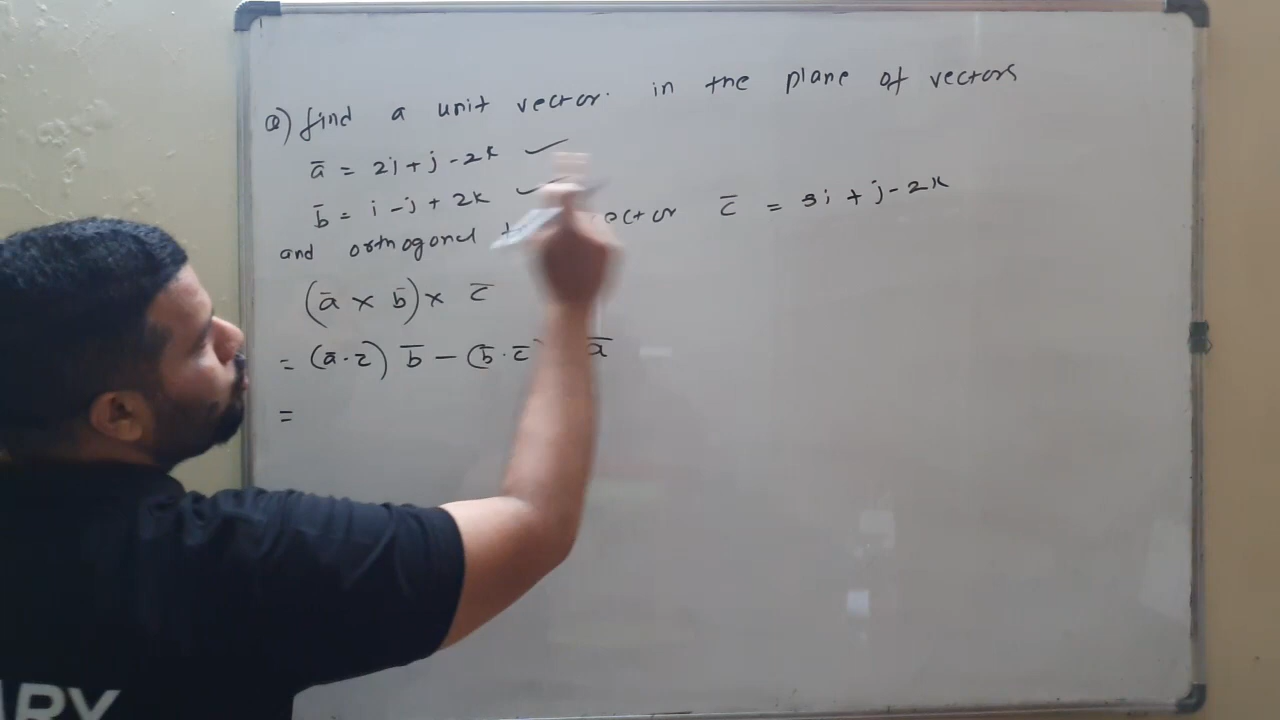 Q) find a unit vector in the plane of vectors
a̅ = 2i + j - 2k ✓
b̅ = i - j + 2k
and orthogonal c̅ = 3i + j - 2k
(a̅ × b̅) × c̅
= (a̅ · c̅) b̅ - (b̅ · c̅ a̅
=
ARY